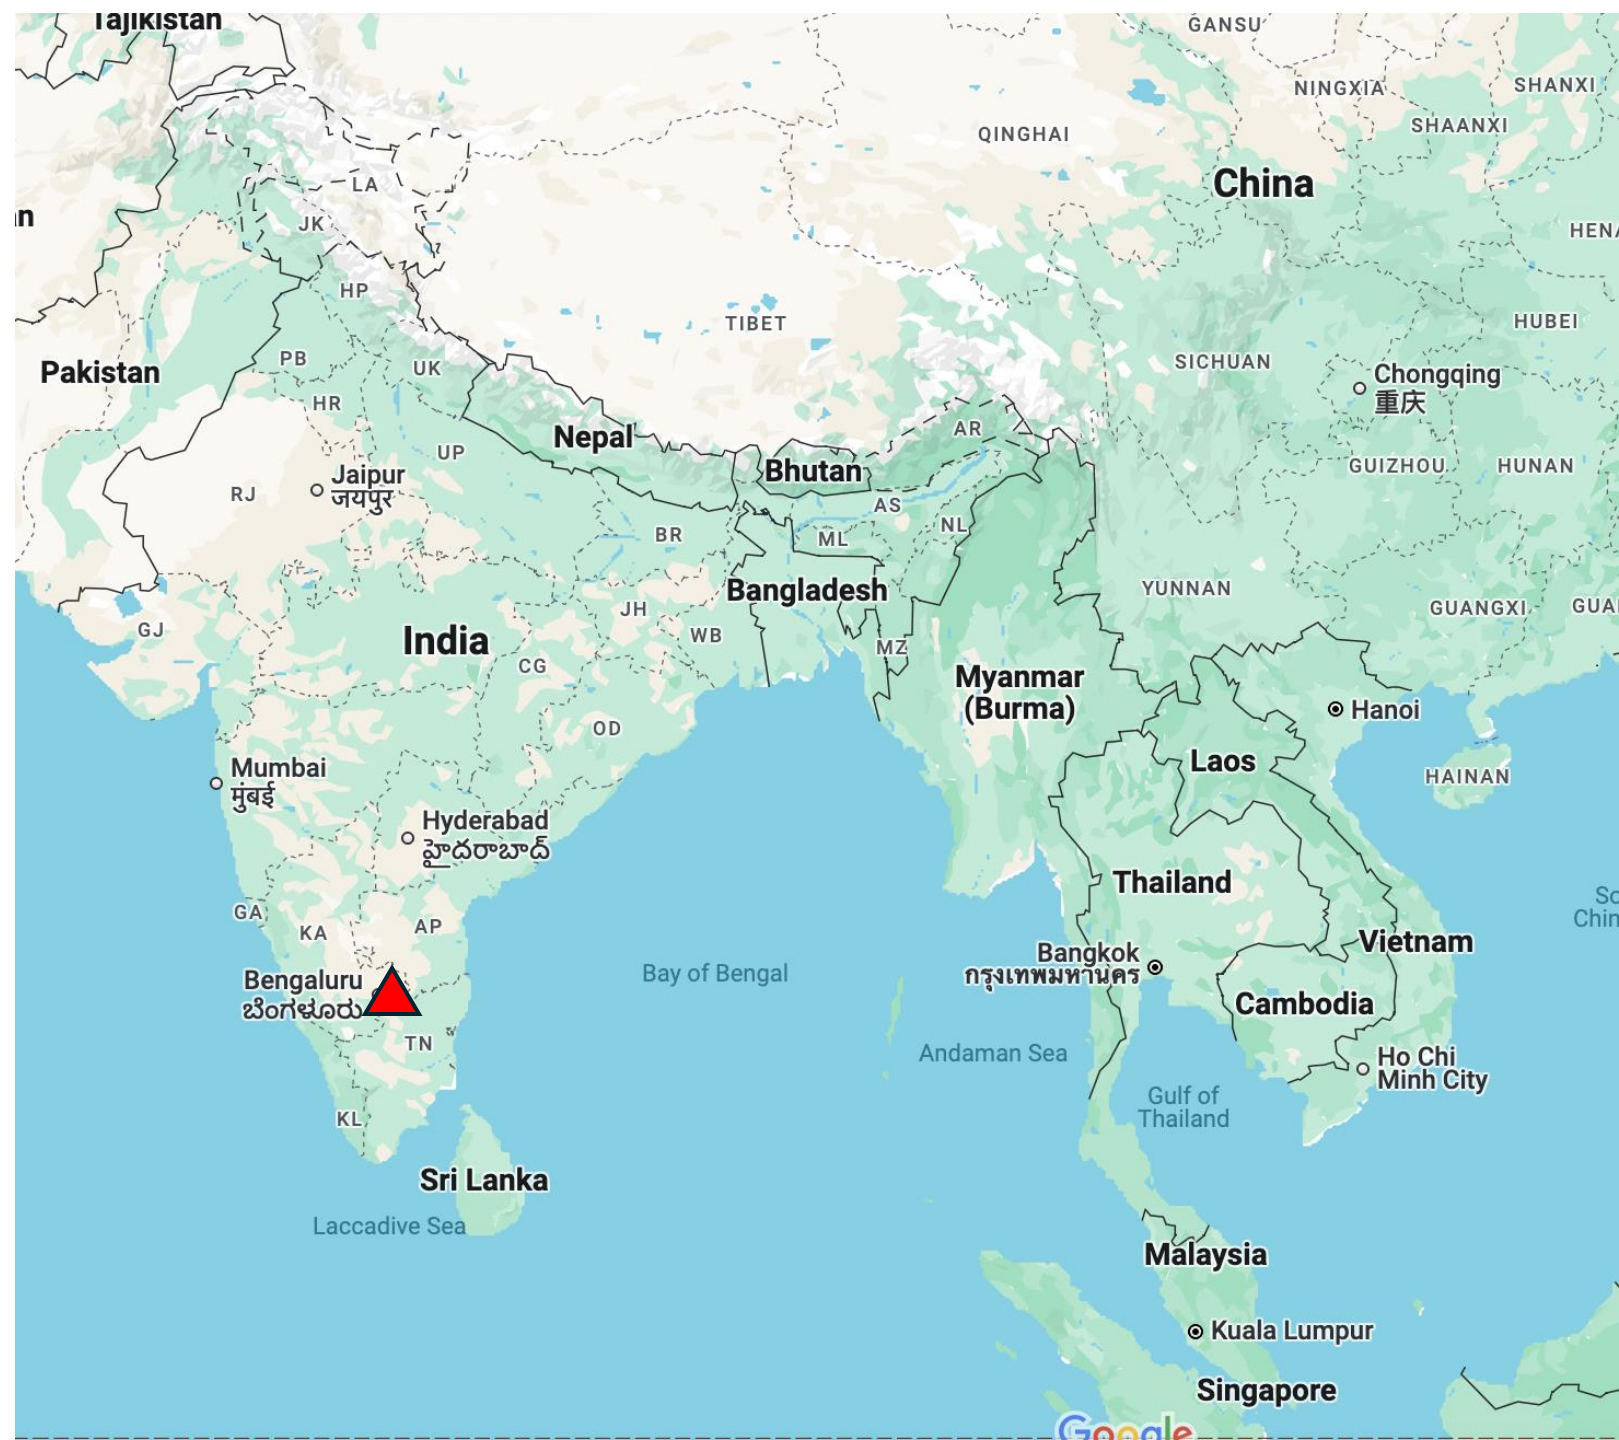 Tajikistan
GANSU
NINGXIA
SHANXI
SHAANXI
QINGHAI
China
LA
JK
HP
TIBET
HUBEI
SICHUAN
Pakistan
PB
UK
HR
Chongqing
重庆
Nepal
Bhutan
AR
UP
GUIZHOU
HUNAN
Jaipur
जयपुर
RJ
AS
NL
BR
ML
Bangladesh
YUNNAN
GUANGXI
JH
GJ
India
WB
MZ
CG
Myanmar
(Burma)
Hanoi
OD
Laos
Mumbai
मुंबई
HAINAN
Hyderabad
హైదరాబాద్
Thailand
GA
KA
AP
Vietnam
Bangkok
กรุงเทพมหานคร
Bay of Bengal
Bengaluru
ಬೆಂಗಳೂರು
Cambodia
TN
Andaman Sea
Ho Chi
Minh City
Gulf of
Thailand
KL
Sri Lanka
Laccadive Sea
Malaysia
Kuala Lumpur
Singapore
Google